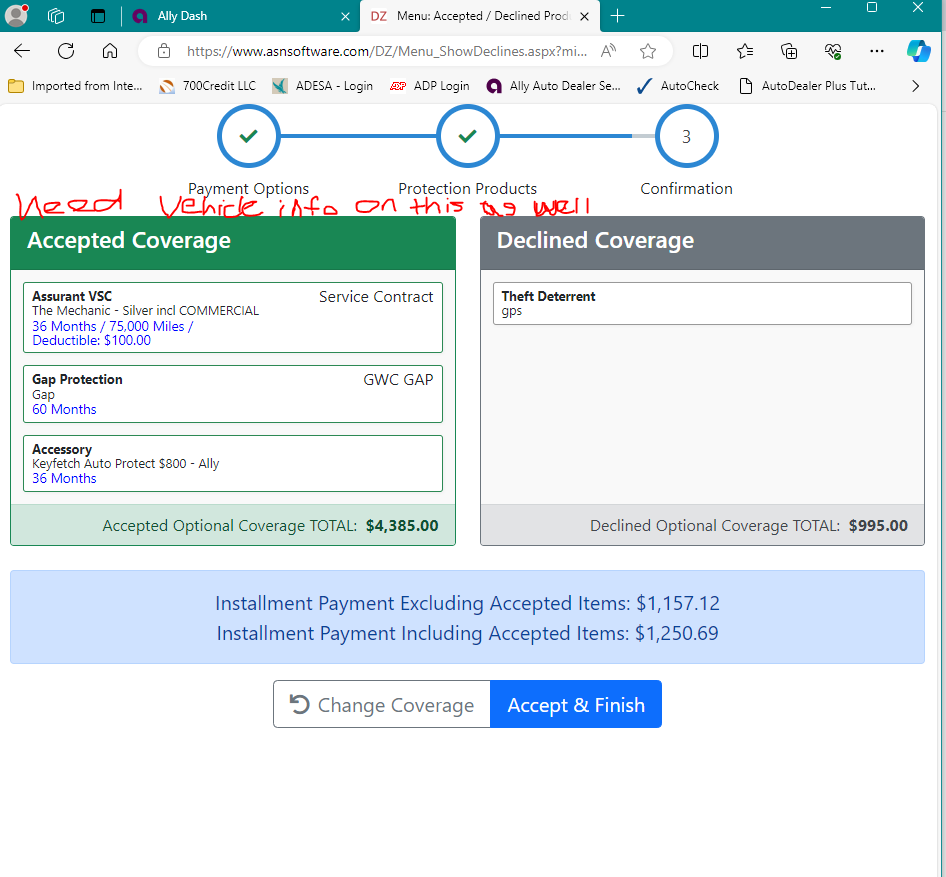 Ally Dash
DZ Menu: Accepted / Declined Prod
https://www.asnsoftware.com/DZ/Menu_ShowDeclines.aspx?mi...
Imported from Inte... 700Credit LLC ADESA - Login ADP ADP Login Ally Auto Dealer Se... AutoCheck AutoDealer Plus Tut...
3
Payment Options Protection Products Confirmation
Need Vehicle info on this as well
Accepted Coverage
Assurant VSC Service Contract
The Mechanic - Silver incl COMMERCIAL
36 Months / 75,000 Miles /
Deductible: $100.00
Gap Protection GWC GAP
Gap
60 Months
Accessory
Keyfetch Auto Protect $800 - Ally
36 Months
Accepted Optional Coverage TOTAL: $4,385.00
Declined Coverage
Theft Deterrent
gps
Declined Optional Coverage TOTAL: $995.00
Installment Payment Excluding Accepted Items: $1,157.12
Installment Payment Including Accepted Items: $1,250.69
Change Coverage Accept & Finish